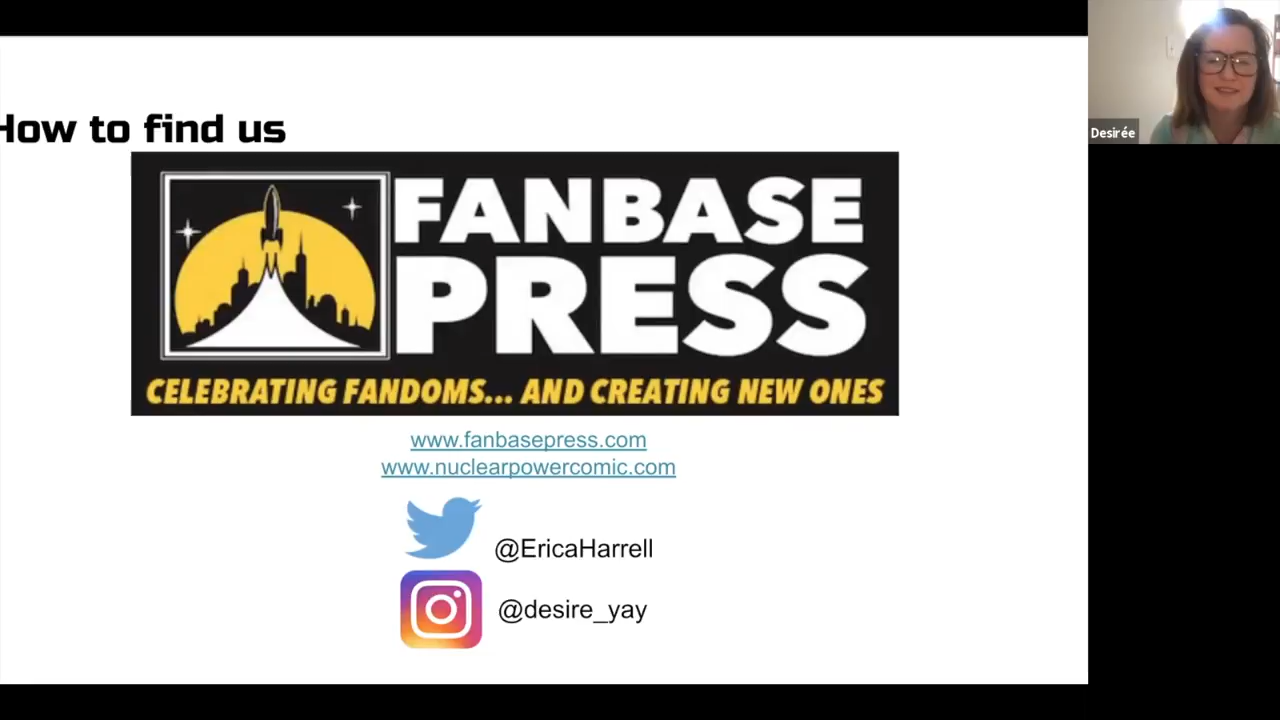 How to find us
FANBASE
PRESS
CELEBRATING FANDOMS... AND CREATING NEW ONES
www.fanbasepress.com
www.nuclearpowercomic.com
@EricaHarrell
@desire_yay
Desirée